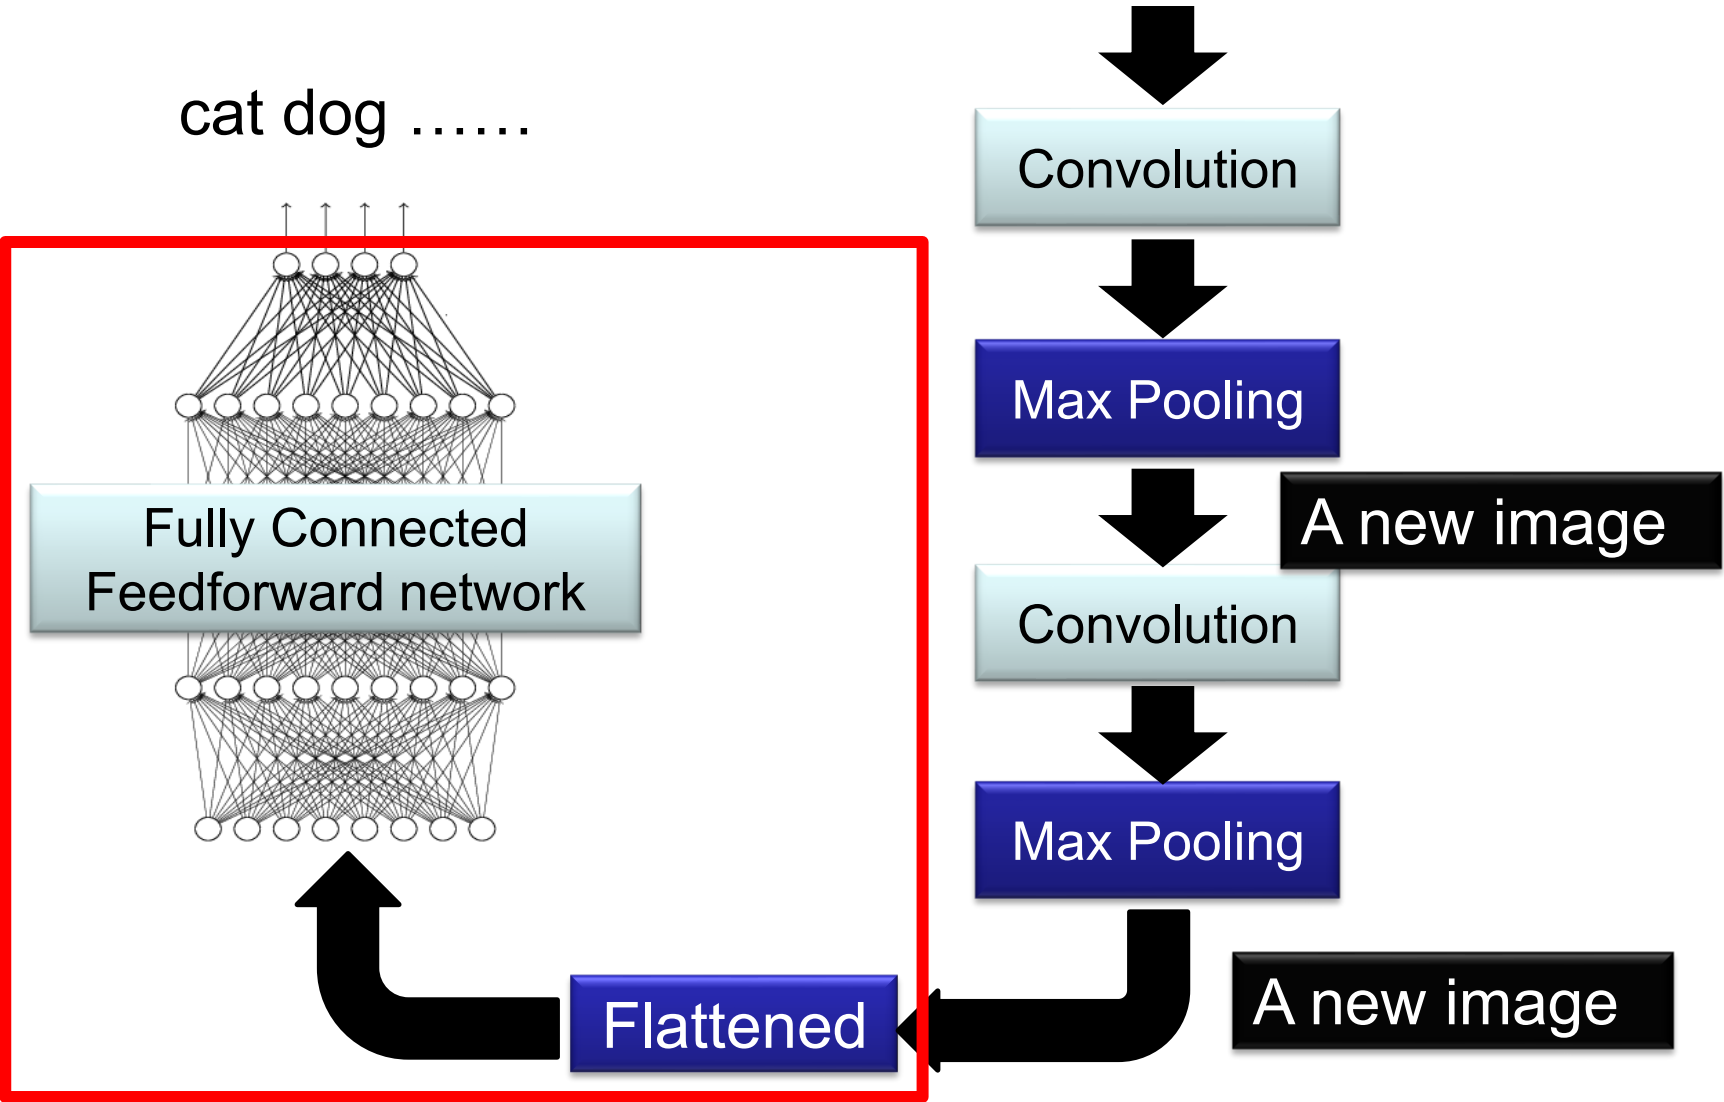 cat dog ……
Convolution
Max Pooling
A new image
Fully Connected
Feedforward network
Convolution
Max Pooling
A new image
Flattened